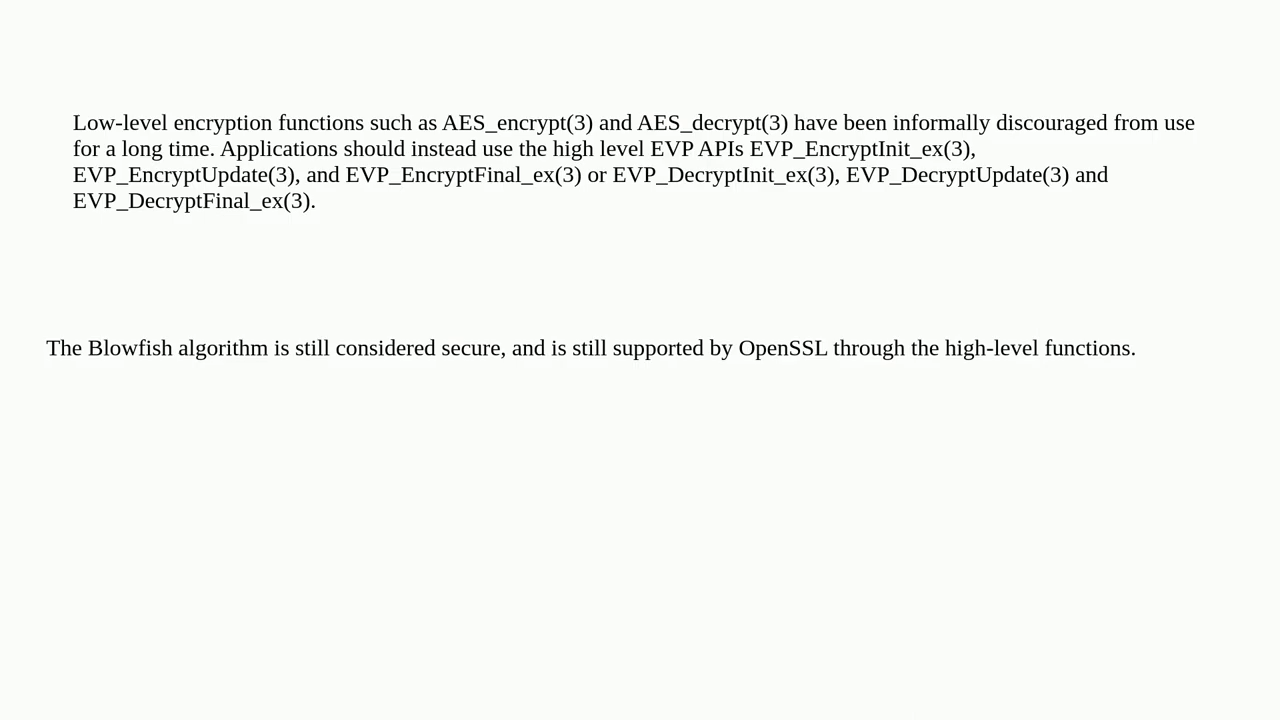 Low-level encryption functions such as AES_encrypt(3) and AES_decrypt(3) have been informally discouraged from use
for a long time. Applications should instead use the high level EVP APIs EVP_EncryptInit_ex(3),
EVP_EncryptUpdate(3), and EVP_EncryptFinal_ex(3) or EVP_DecryptInit_ex(3), EVP_DecryptUpdate(3) and
EVP_DecryptFinal_ex(3).
The Blowfish algorithm is still considered secure, and is still supported by OpenSSL through the high-level functions.